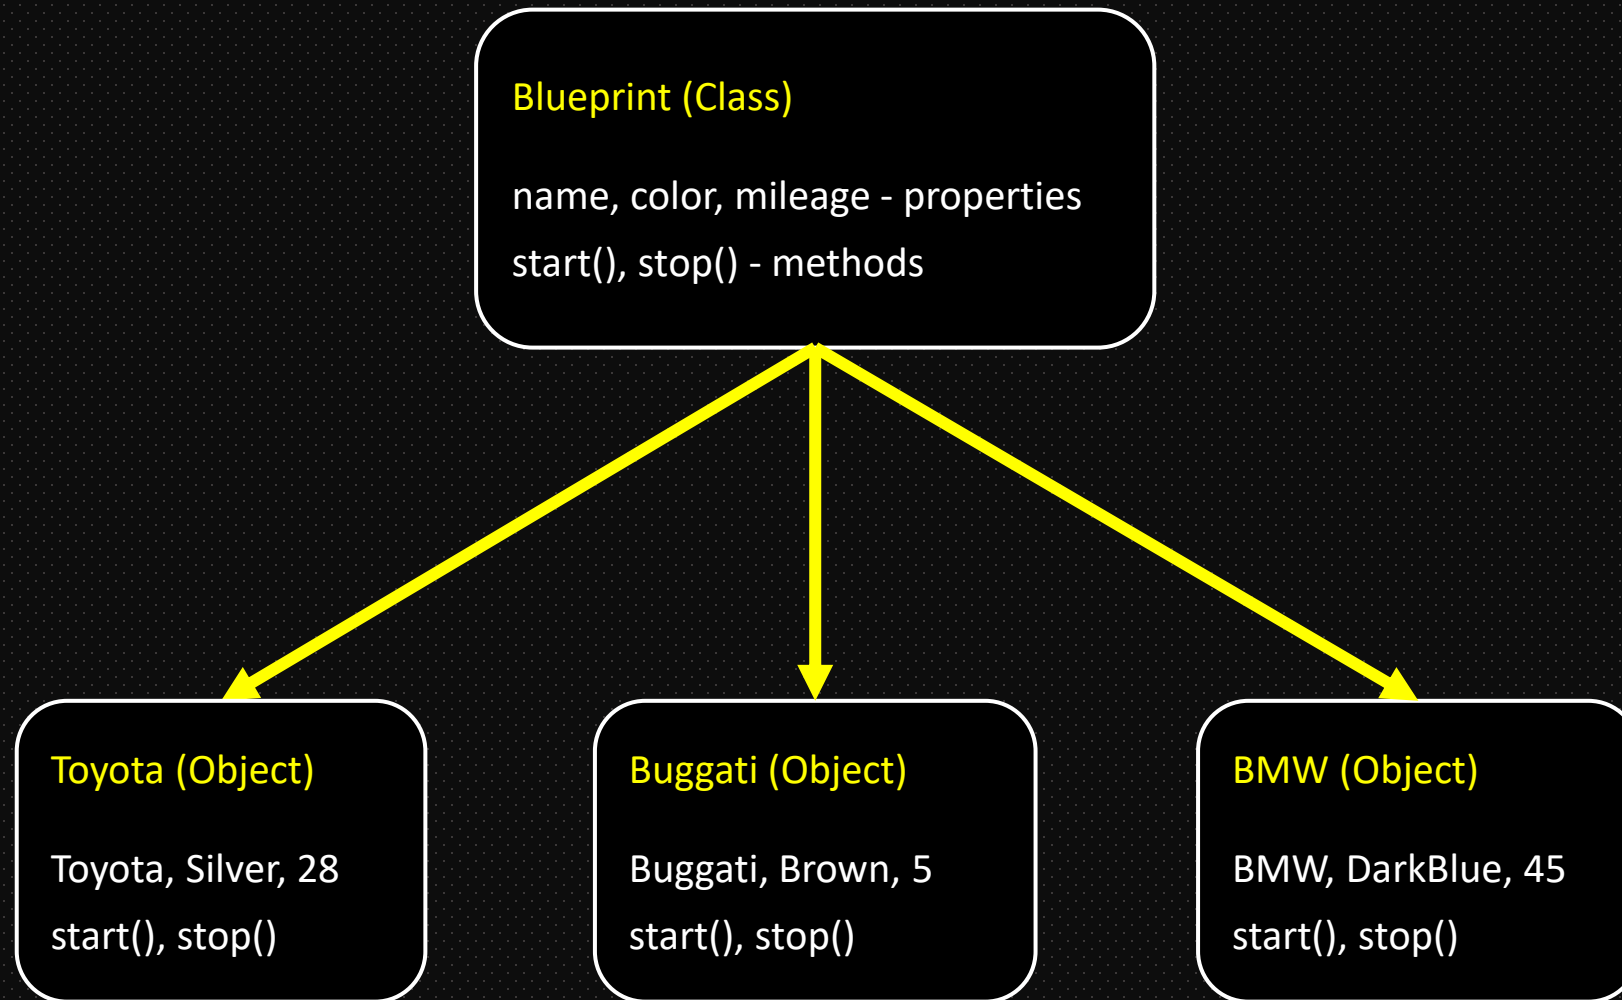 Blueprint (Class)
name, color, mileage - properties
start(), stop() - methods
Toyota (Object)
Toyota, Silver, 28
start(), stop()
Buggati (Object)
Buggati, Brown, 5
start(), stop()
BMW (Object)
BMW, DarkBlue, 45
start(), stop()